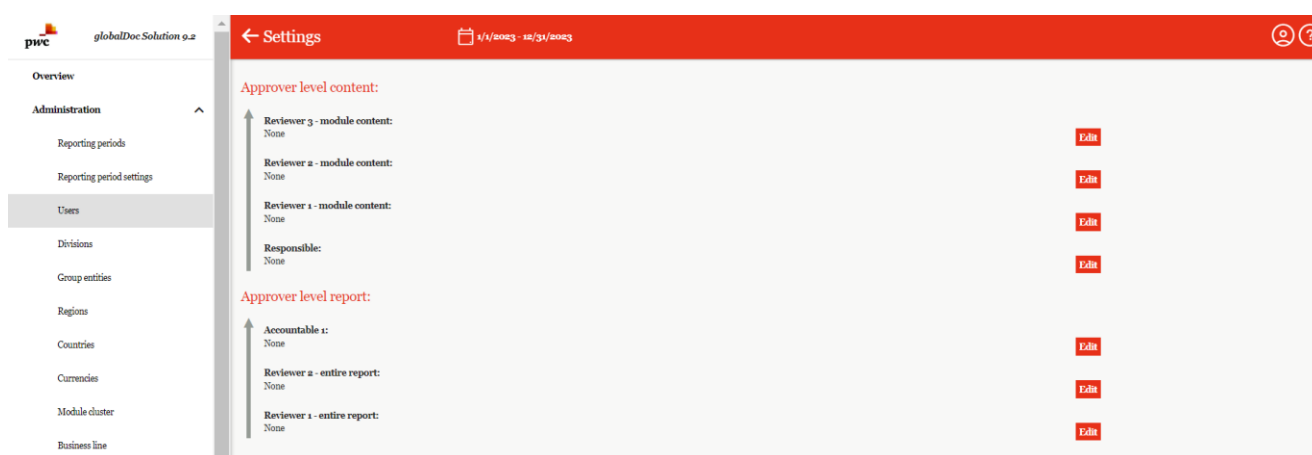 pwc
globalDoc Solution 9.2
Overview
Administration
Reporting periods
Reporting period settings
Users
Divisions
Group entities
Regions
Countries
Currencies
Module cluster
Business line
Settings
1/1/2023 - 12/31/2023
?
Approver level content:
Reviewer 3 - module content:
None
Edit
Reviewer 2 - module content:
None
Edit
Reviewer 1 - module content:
None
Edit
Responsible:
None
Edit
Approver level report:
Accountable 1:
None
Edit
Reviewer 2 - entire report:
None
Edit
Reviewer 1 - entire report:
None
Edit